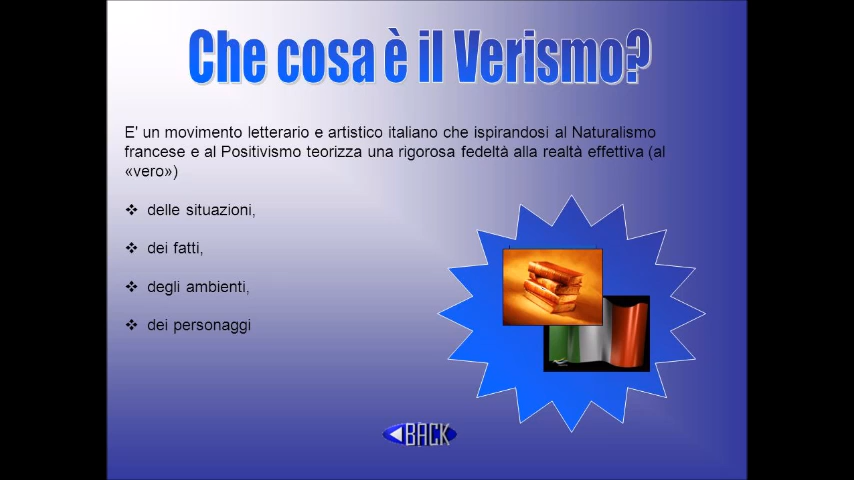 Che cosa è il Verismo?
E' un movimento letterario e artistico italiano che ispirandosi al Naturalismo
francese e al Positivismo teorizza una rigorosa fedeltà alla realtà effettiva (al
«vero»)
❖ delle situazioni,
❖ dei fatti,
❖ degli ambienti,
❖ dei personaggi
BACK